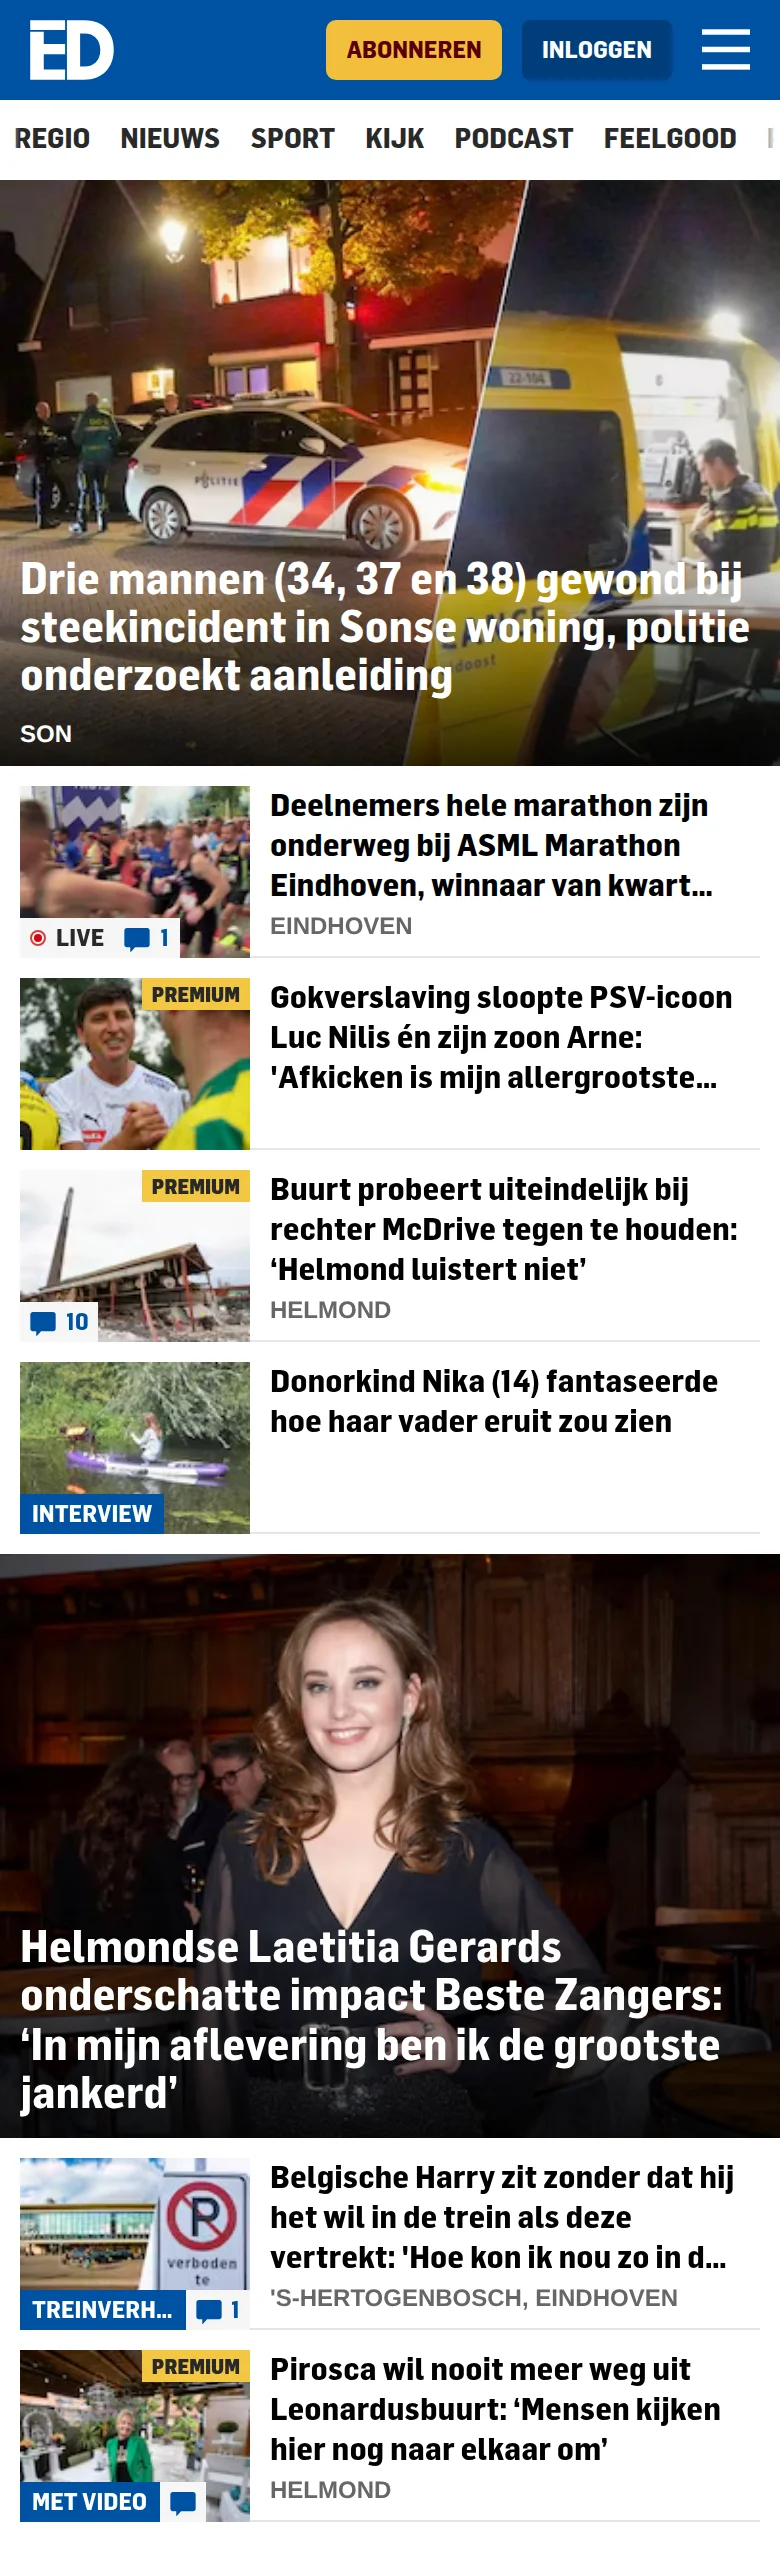 ED
ABONNEREN
INLOGGEN
REGIO NIEUWS SPORT KIJK PODCAST FEELGOOD
22-104
POLITIE
Drie mannen (34, 37 en 38) gewond bij
steekincident in Sonse woning, politie
onderzoekt aanleiding
SON
Deelnemers hele marathon zijn
onderweg bij ASML Marathon
Eindhoven, winnaar van kwart...
EINDHOVEN
LIVE 1
PREMIUM
Gokverslaving sloopte PSV-icoon
Luc Nilis én zijn zoon Arne:
'Afkicken is mijn allergrootste...
PREMIUM
10
Buurt probeert uiteindelijk bij
rechter McDrive tegen te houden:
‘Helmond luistert niet’
HELMOND
Donorkind Nika (14) fantaseerde
hoe haar vader eruit zou zien
INTERVIEW
Helmondse Laetitia Gerards
onderschatte impact Beste Zangers:
‘In mijn aflevering ben ik de grootste
jankerd’
P
verboden
te
TREINVERH... 1
Belgische Harry zit zonder dat hij
het wil in de trein als deze
vertrekt: 'Hoe kon ik nou zo in d...
'S-HERTOGENBOSCH, EINDHOVEN
PREMIUM
MET VIDEO
Pirosca wil nooit meer weg uit
Leonardusbuurt: ‘Mensen kijken
hier nog naar elkaar om’
HELMOND